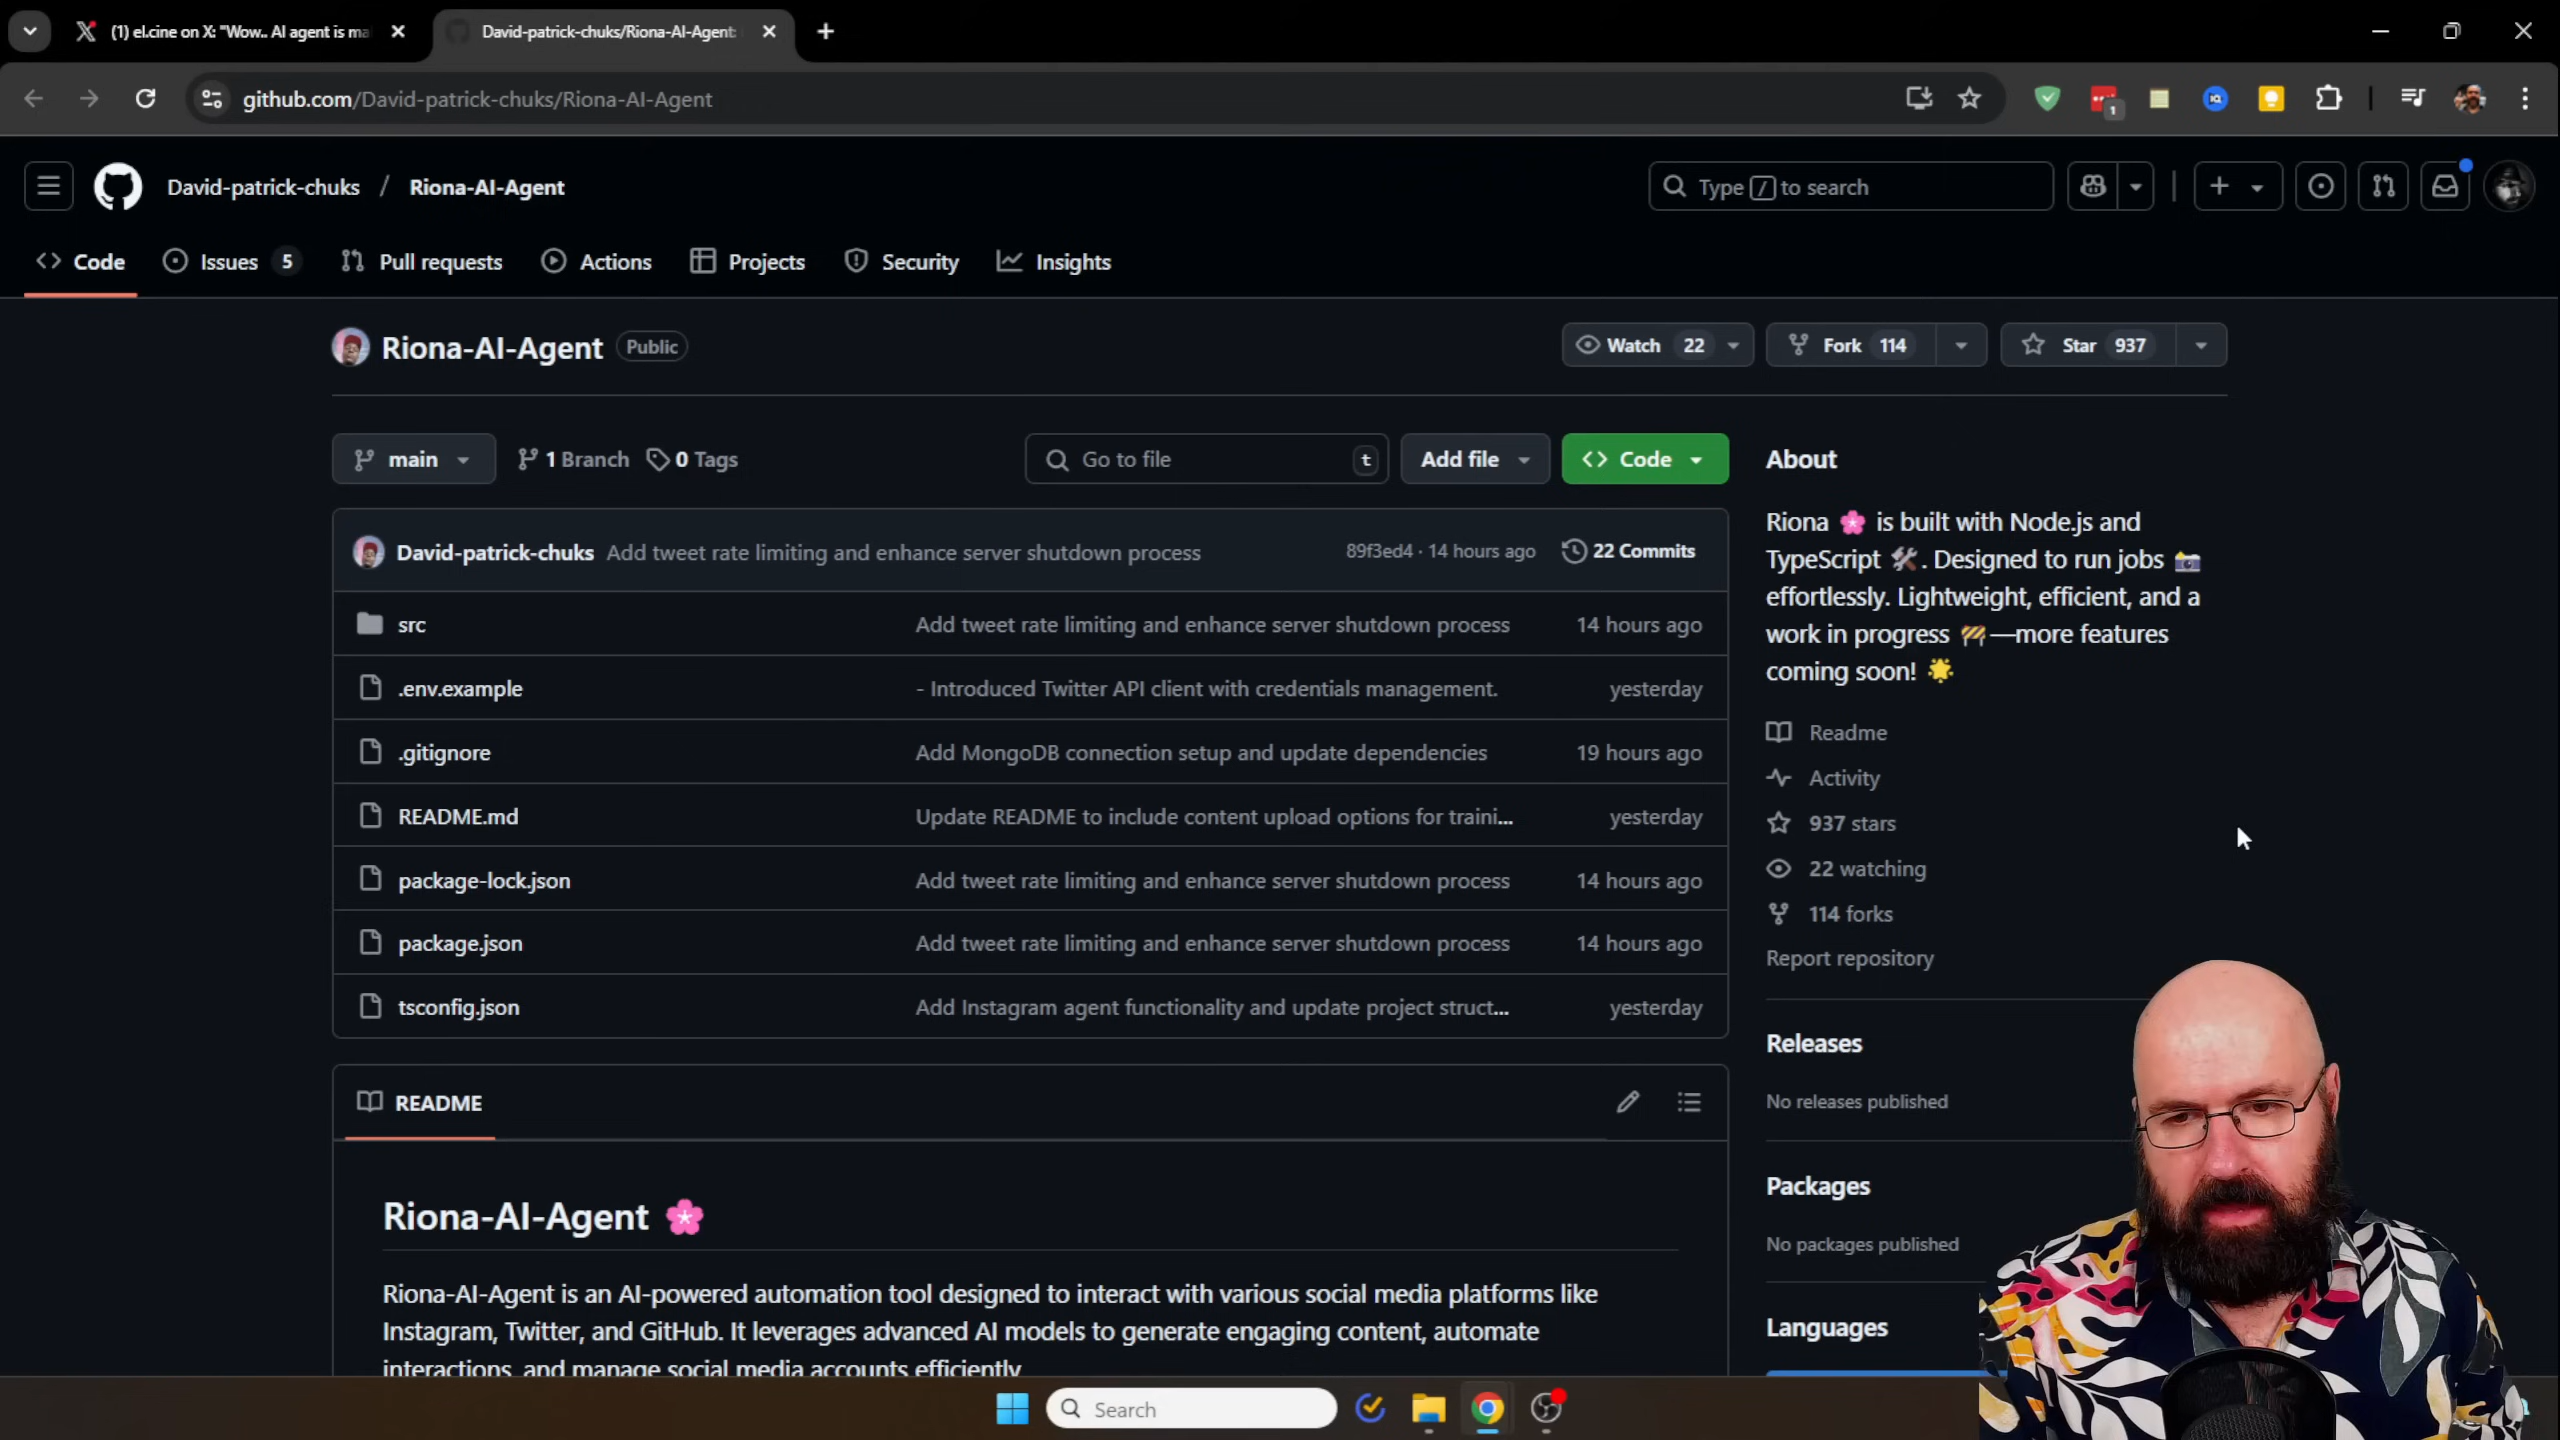 (1) el.cine on X: "Wow.. AI agent is ma
David-patrick-chuks/Riona-AI-Agent:
github.com/David-patrick-chuks/Riona-AI-Agent
1
David-patrick-chuks / Riona-AI-Agent
Type / to search
Code
Issues 5
Pull requests
Actions
Projects
Security
Insights
Riona-AI-Agent Public
Watch 22
Fork 114
Star 937
main
1 Branch
0 Tags
Go to file t
Add file
Code
David-patrick-chuks Add tweet rate limiting and enhance server shutdown process 89f3ed4 · 14 hours ago 22 Commits
src Add tweet rate limiting and enhance server shutdown process 14 hours ago
.env.example - Introduced Twitter API client with credentials management. yesterday
.gitignore Add MongoDB connection setup and update dependencies 19 hours ago
README.md Update README to include content upload options for traini... yesterday
package-lock.json Add tweet rate limiting and enhance server shutdown process 14 hours ago
package.json Add tweet rate limiting and enhance server shutdown process 14 hours ago
tsconfig.json Add Instagram agent functionality and update project struct... yesterday
README
Riona-AI-Agent 🌸
Riona-AI-Agent is an AI-powered automation tool designed to interact with various social media platforms like
Instagram, Twitter, and GitHub. It leverages advanced AI models to generate engaging content, automate
interactions, and manage social media accounts efficiently
About
Riona 🌸 is built with Node.js and
TypeScript 🛠️. Designed to run jobs 📸
effortlessly. Lightweight, efficient, and a
work in progress 🚧—more features
coming soon! 🌟
Readme
Activity
937 stars
22 watching
114 forks
Report repository
Releases
No releases published
Packages
No packages published
Languages
Search